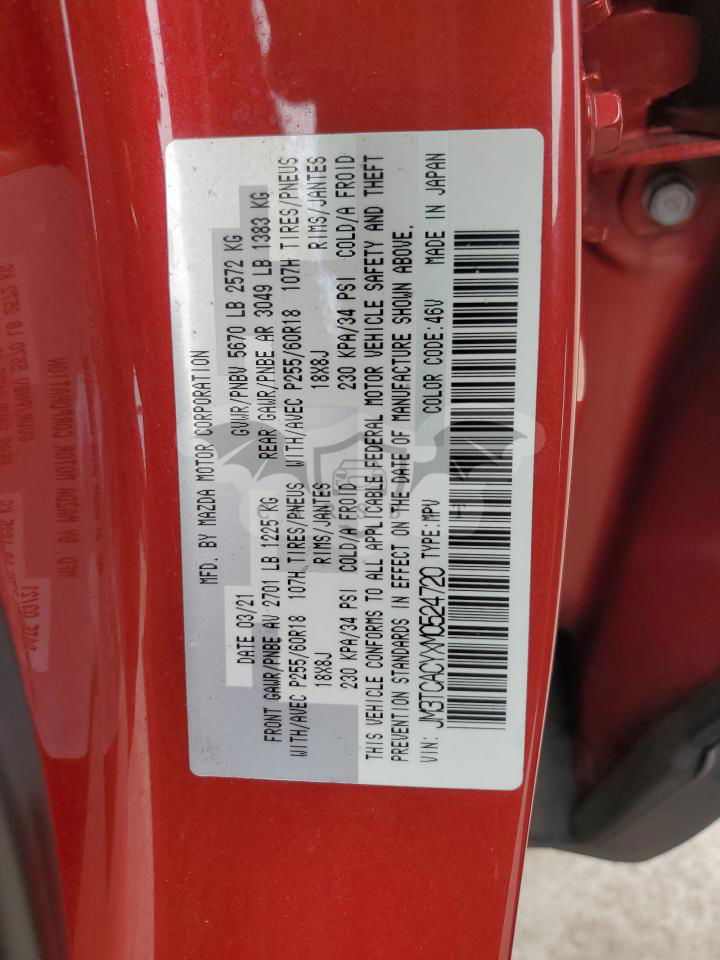 MFD. BY MAZDA MOTOR CORPORATION
DATE 03/21 GVWR/PNBV 5670 LB 2572 KG
FRONT GAWR/PNBE AV 2701 LB 1225 KG REAR GAWR/PNBE AR 3049 LB 1383 KG
WITH/AVEC P255/60R18 107H TIRES/PNEUS WITH/AVEC P255/60R18 107H TIRES/PNEUS
18X8J RIMS/JANTES 18X8J RIMS/JANTES
230 KPA/34 PSI COLD/A FROID 230 KPA/34 PSI COLD/A FROID
THIS VEHICLE CONFORMS TO ALL APPLICABLE FEDERAL MOTOR VEHICLE SAFETY AND THEFT
PREVENTION STANDARDS IN EFFECT ON THE DATE OF MANUFACTURE SHOWN ABOVE.
VIN: JM3TCACYXM0524720 TYPE:MPV COLOR CODE:46V MADE IN JAPAN